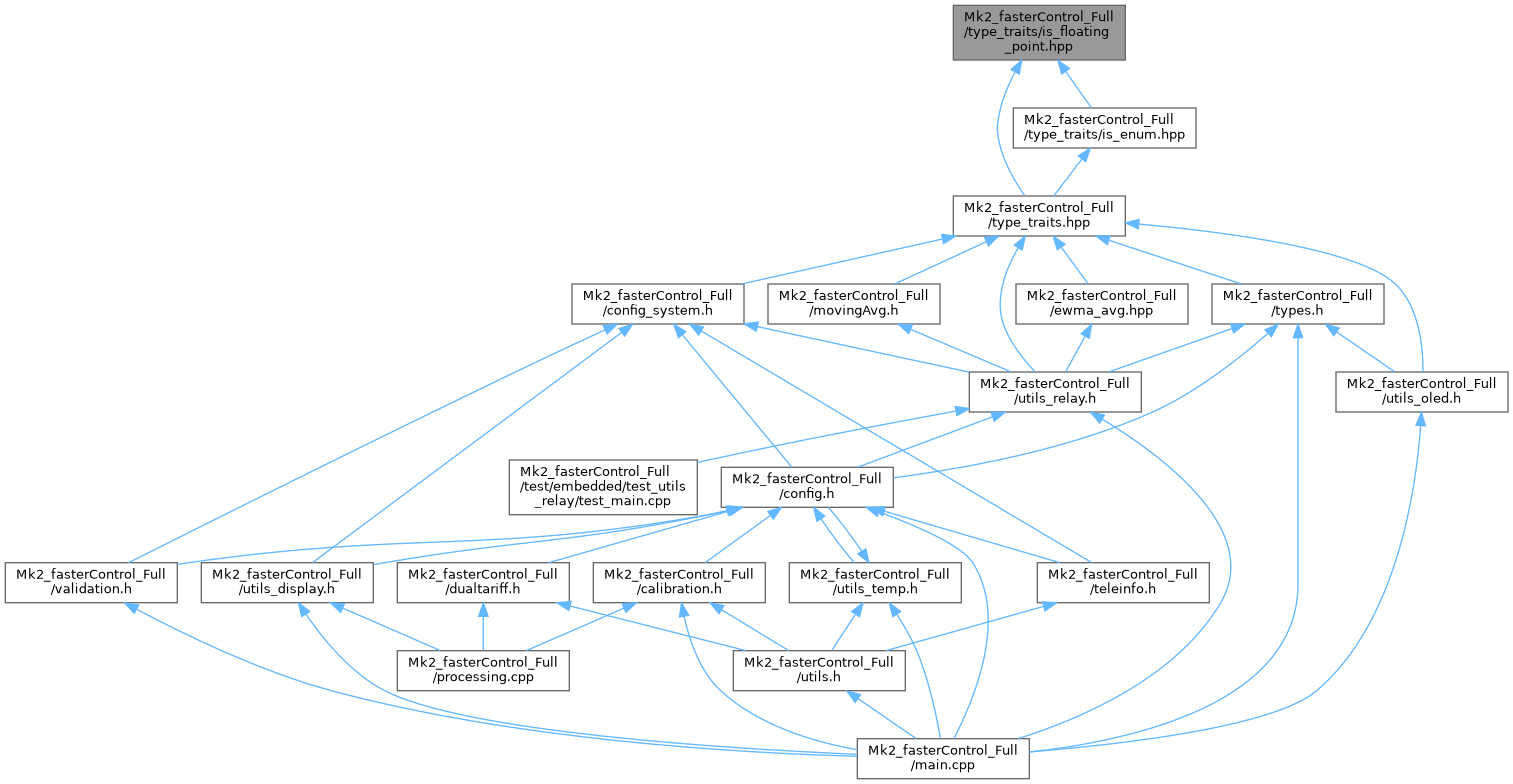 Mk2_fasterControl_Full
/type_traits/is_floating
_point.hpp
Mk2_fasterControl_Full
/type_traits/is_enum.hpp
Mk2_fasterControl_Full
/type_traits.hpp
Mk2_fasterControl_Full
/config_system.h
Mk2_fasterControl_Full
/movingAvg.h
Mk2_fasterControl_Full
/ewma_avg.hpp
Mk2_fasterControl_Full
/types.h
Mk2_fasterControl_Full
/utils_relay.h
Mk2_fasterControl_Full
/utils_oled.h
Mk2_fasterControl_Full
/test/embedded/test_utils
_relay/test_main.cpp
Mk2_fasterControl_Full
/config.h
Mk2_fasterControl_Full
/validation.h
Mk2_fasterControl_Full
/utils_display.h
Mk2_fasterControl_Full
/dualtariff.h
Mk2_fasterControl_Full
/calibration.h
Mk2_fasterControl_Full
/utils_temp.h
Mk2_fasterControl_Full
/teleinfo.h
Mk2_fasterControl_Full
/processing.cpp
Mk2_fasterControl_Full
/utils.h
Mk2_fasterControl_Full
/main.cpp